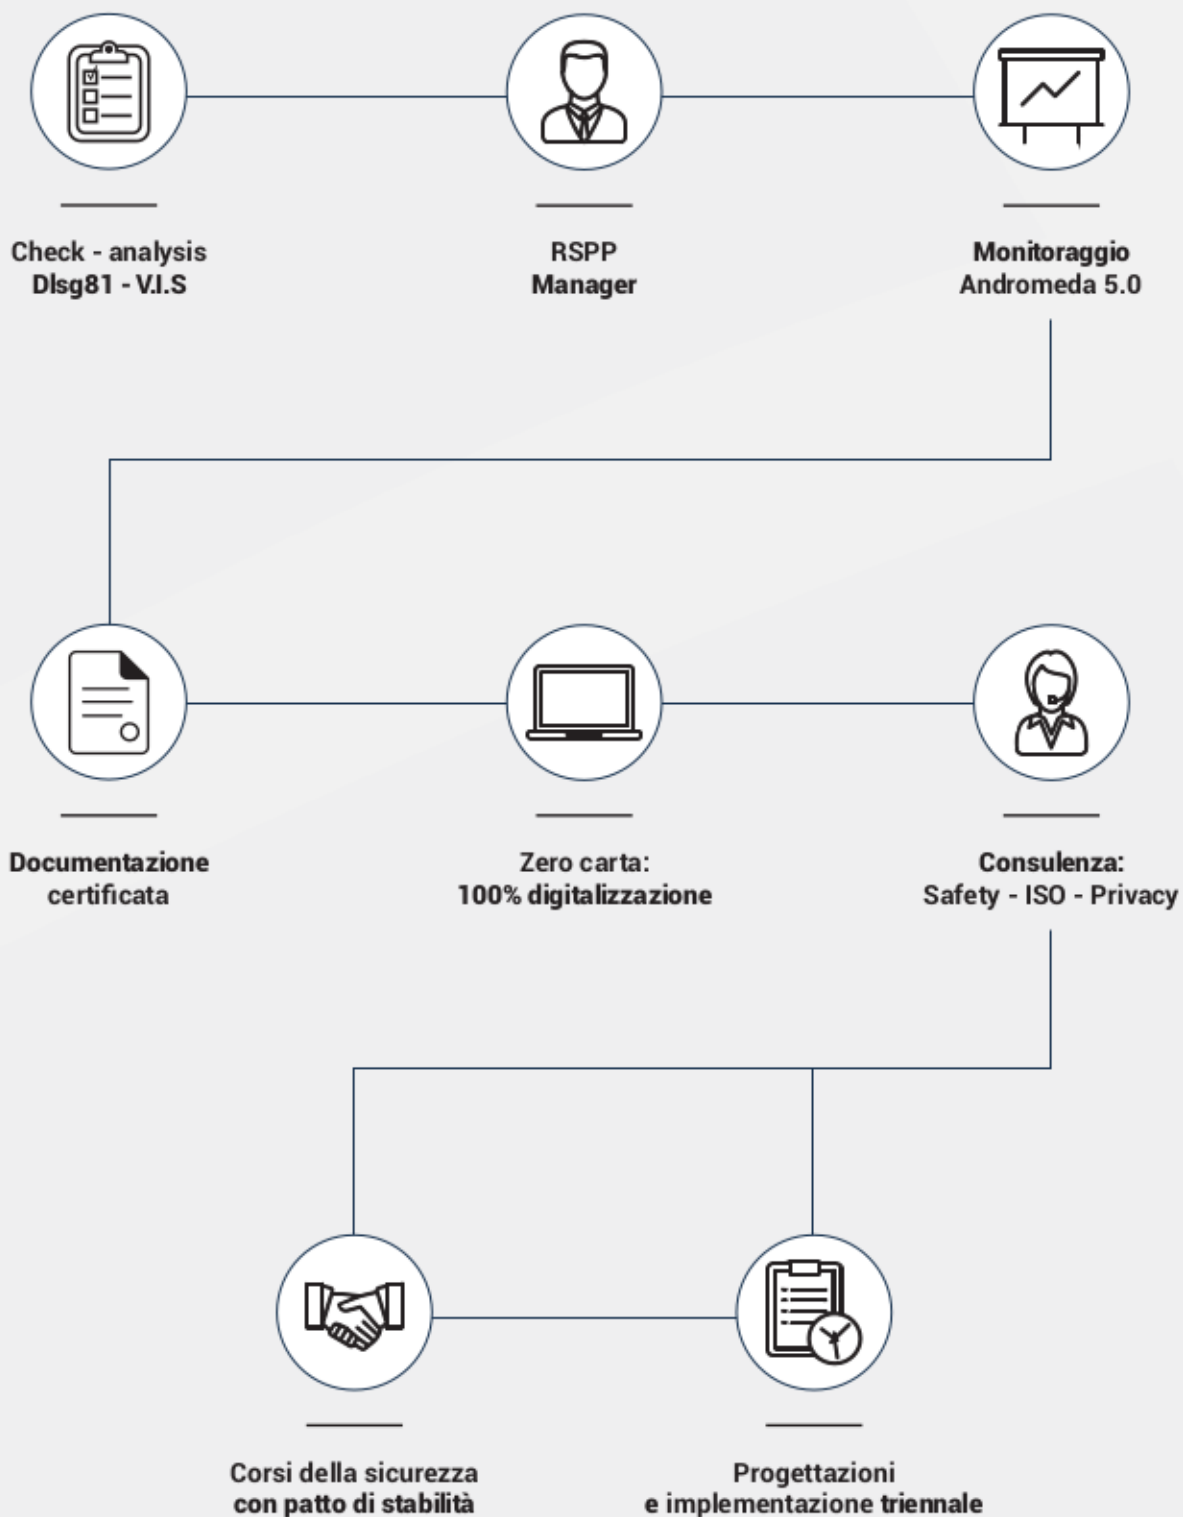 Check - analysis
Dlsg81 - V.I.S
RSPP
Manager
Monitoraggio
Andromeda 5.0
Documentazione
certificata
Zero carta:
100% digitalizzazione
Consulenza:
Safety - ISO - Privacy
Corsi della sicurezza
con patto di stabilità
Progettazioni
e implementazione triennale